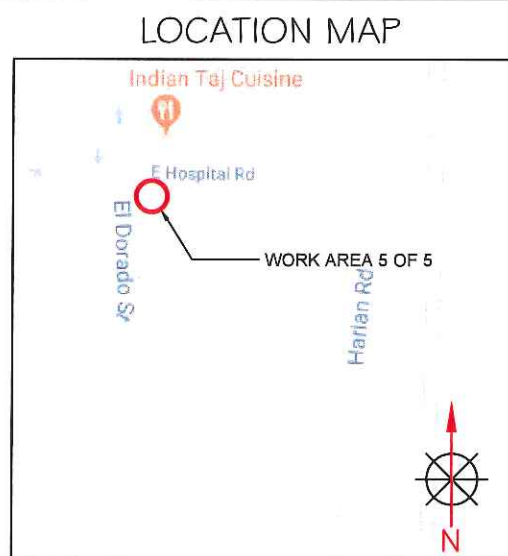 LOCATION MAP
Indian Taj Cuisine
E Hospital Rd
El Dorado St
WORK AREA 5 OF 5
Harlan Rd
N